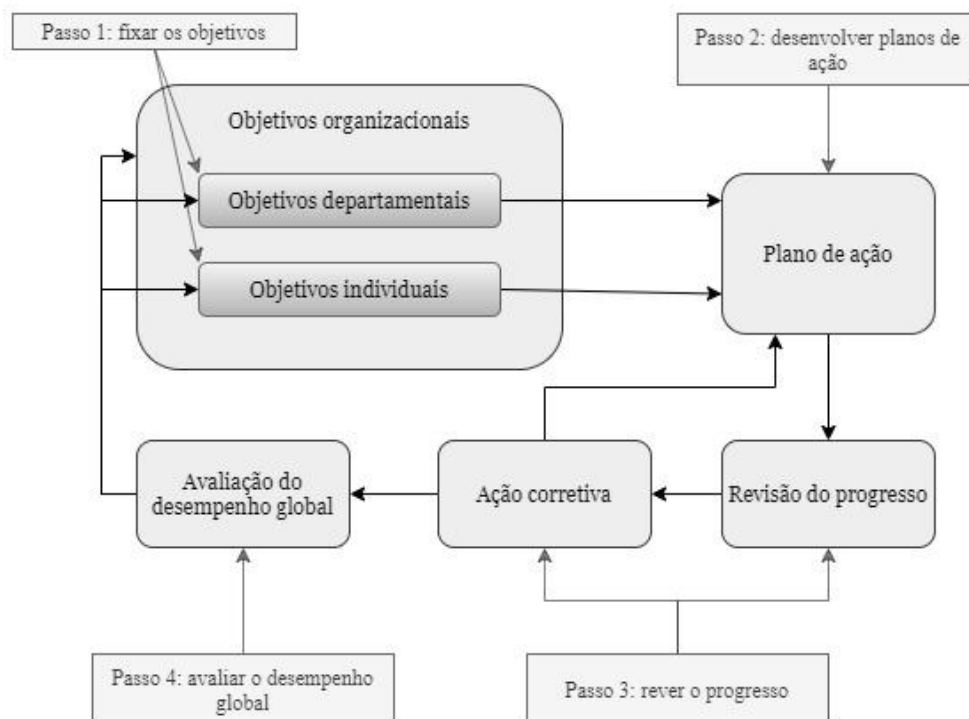 Passo 1: fixar os objetivos
Passo 2: desenvolver planos de
ação
Objetivos organizacionais
Objetivos departamentais
Objetivos individuais
Plano de ação
Avaliação do
desempenho global
Ação corretiva
Revisão do progresso
Passo 4: avaliar o desempenho
global
Passo 3: rever o progresso